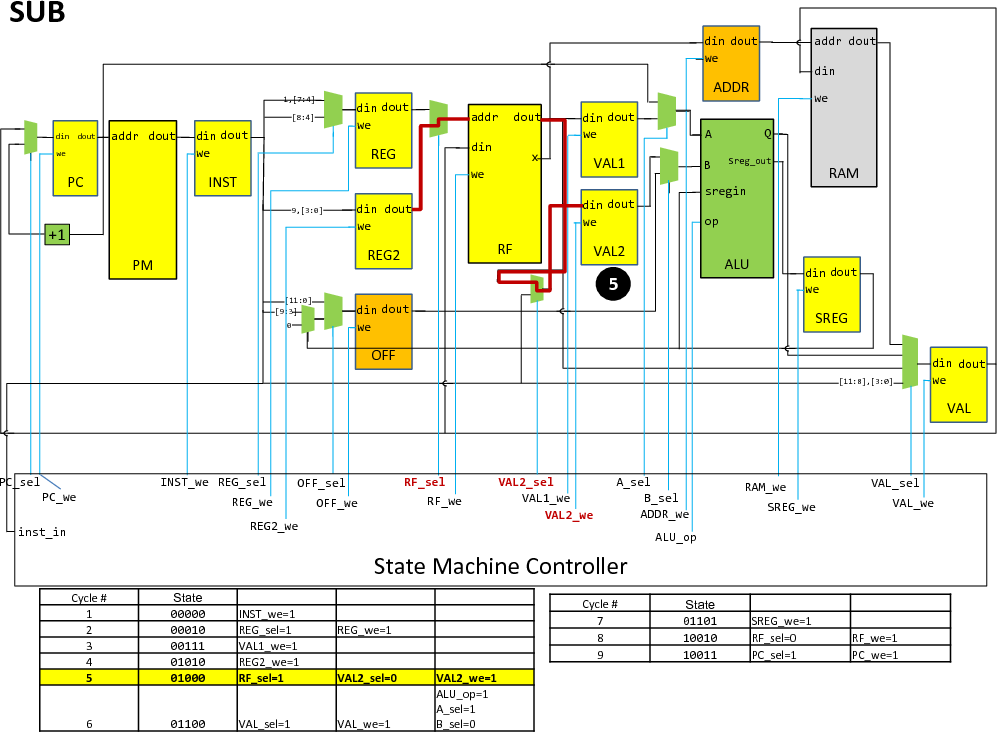 SUB
din dout
we
ADDR
addr dout
din
we
RAM
1,[7:4]
[8:4]
din dout
we
REG
addr dout
din
x
we
RF
din dout
we
VAL1
A
Q
B
Sreg_out
sregin
op
ALU
din dout
we
PC
addr dout
PM
din dout
we
INST
+1
9,[3:0]
din dout
we
REG2
din dout
we
VAL2
5
din dout
we
SREG
[11:0]
[9:3]
0
din dout
we
OFF
[11:8],[3:0]
din dout
we
VAL
PC_sel
PC_we
INST_we
REG_sel
REG_we
REG2_we
OFF_sel
OFF_we
RF_sel
RF_we
VAL2_sel
VAL1_we
VAL2_we
A_sel
B_sel
ADDR_we
ALU_op
RAM_we
SREG_we
VAL_sel
VAL_we
inst_in
State Machine Controller
Cycle # State
1 00000 INST_we=1
2 00010 REG_sel=1 REG_we=1
3 00111 VAL1_we=1
4 01010 REG2_we=1
5 01000 RF_sel=1 VAL2_sel=0 VAL2_we=1
ALU_op=1
A_sel=1
6 01100 VAL_sel=1 VAL_we=1 B_sel=0
Cycle # State
7 01101 SREG_we=1
8 10010 RF_sel=0 RF_we=1
9 10011 PC_sel=1 PC_we=1